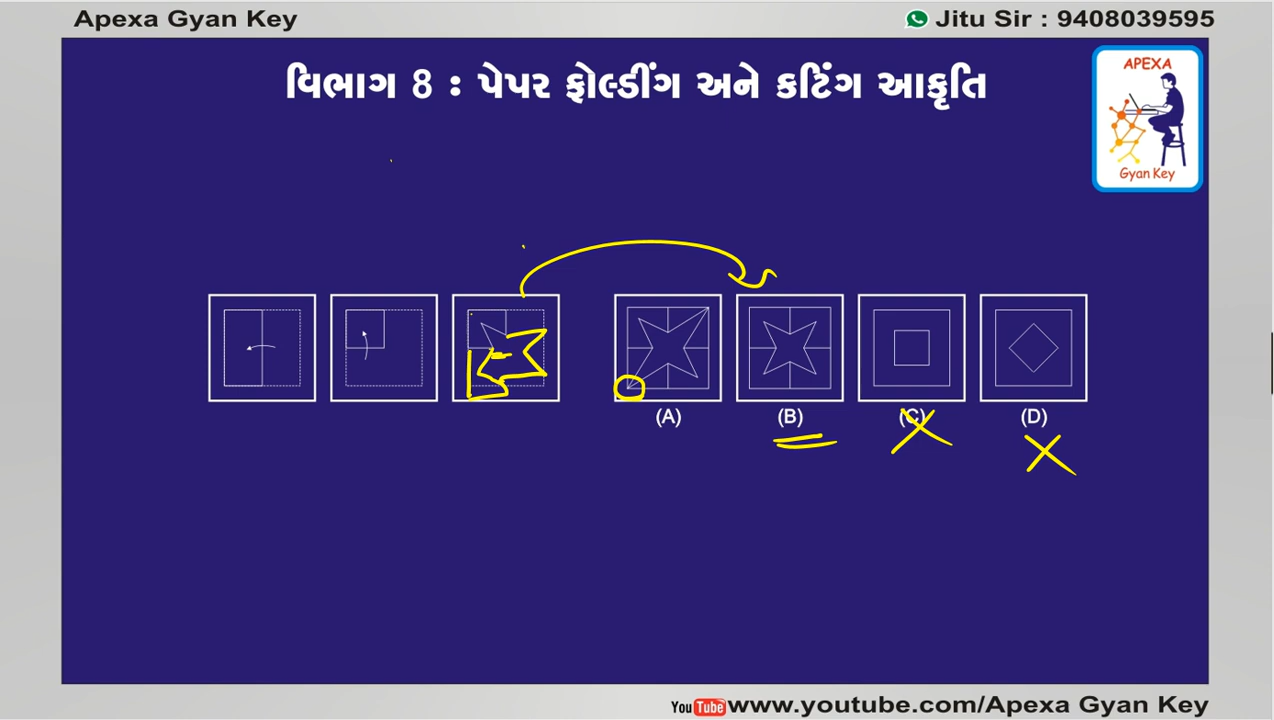 Apexa Gyan Key
Jitu Sir : 9408039595
વિભાગ 8 : પેપર ફોલ્ડીંગ અને કટિંગ આકૃતિ
APEXA
Gyan Key
(A)
(B)
(C)
(D)
YouTube www.youtube.com/Apexa Gyan Key